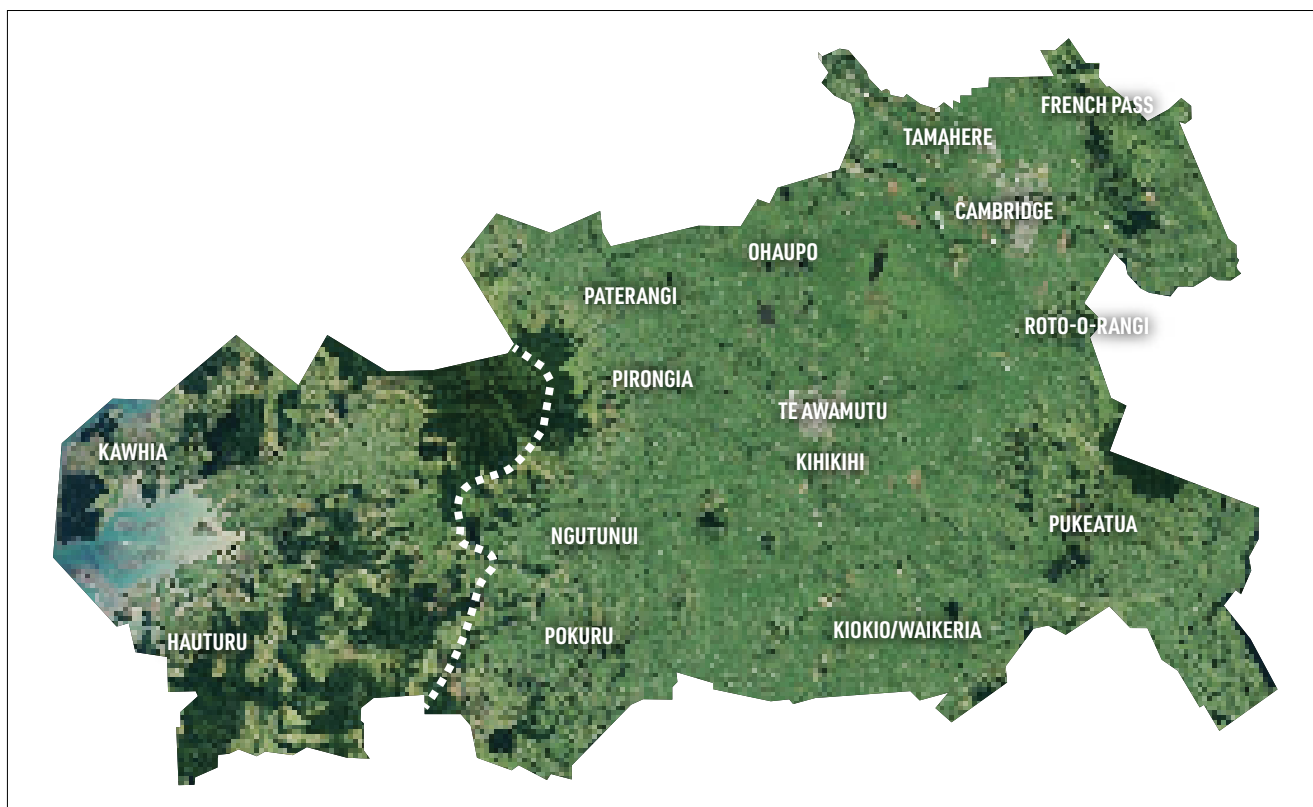 FRENCH PASS
TAMAHERE
CAMBRIDGE
OHAUPO
PATERANGI
ROTO-O-RANGI
PIRONGIA
TE AWAMUTU
KAWHIA
KIHIKIHI
PUKEATUA
NGUTUNUI
KIOKIO/WAIKERIA
POKURU
HAUTURU